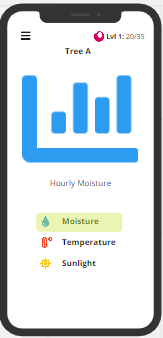 Lvl 1: 20/35
Tree A
Hourly Moisture
Moisture
Temperature
Sunlight